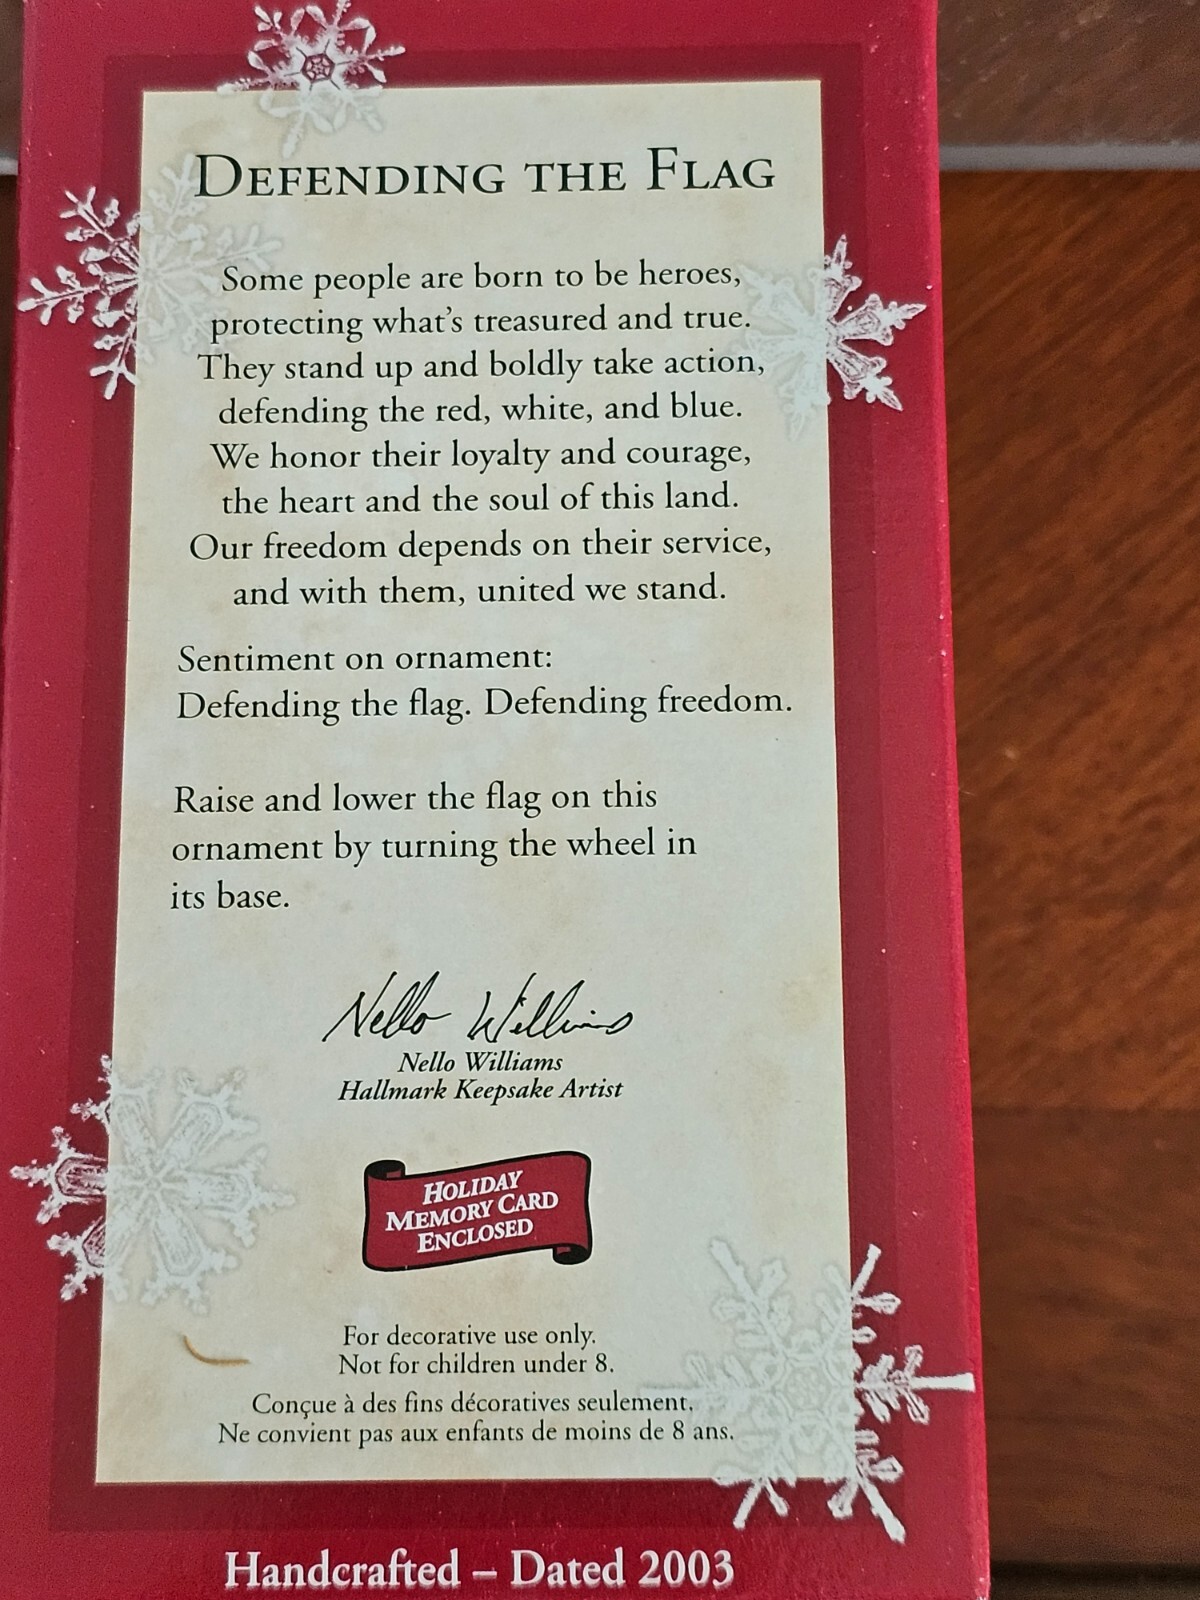 DEFENDING THE FLAG
Some people are born to be heroes,
protecting what's treasured and true.
They stand up and boldly take action,
defending the red, white, and blue.
We honor their loyalty and courage,
the heart and the soul of this land.
Our freedom depends on their service,
and with them, united we stand.
Sentiment on ornament:
Defending the flag. Defending freedom.
Raise and lower the flag on this
ornament by turning the wheel in
its base.
Nello Williams
Nello Williams
Hallmark Keepsake Artist
HOLIDAY
MEMORY CARD
ENCLOSED
For decorative use only.
Not for children under 8.
Conçue à des fins décoratives seulement.
Ne convient pas aux enfants de moins de 8 ans.
Handcrafted – Dated 2003